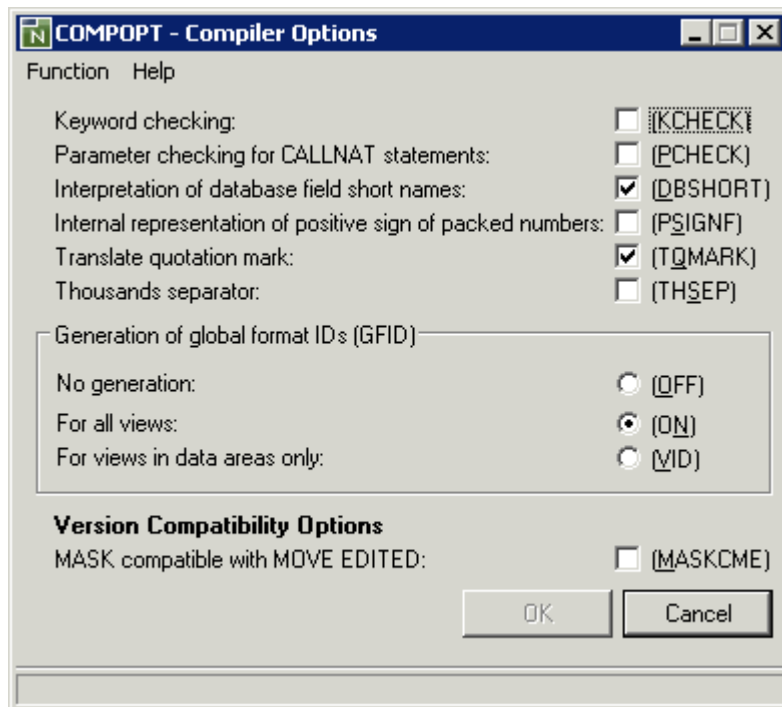 COMPOPT - Compiler Options
Function Help
Keyword checking: (KCHECK)
Parameter checking for CALLNAT statements: (PCHECK)
Interpretation of database field short names: (DBSHORT)
Internal representation of positive sign of packed numbers: (PSIGNF)
Translate quotation mark: (TQMARK)
Thousands separator: (THSEP)
Generation of global format IDs (GFID)
No generation: (OFF)
For all views: (ON)
For views in data areas only: (VID)
Version Compatibility Options
MASK compatible with MOVE EDITED: (MASKCME)
OK Cancel